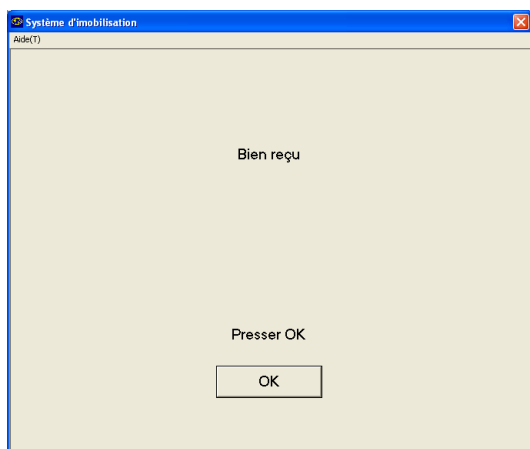 Système d'imobilisation
Aide(T)
Bien reçu
Presser OK
OK